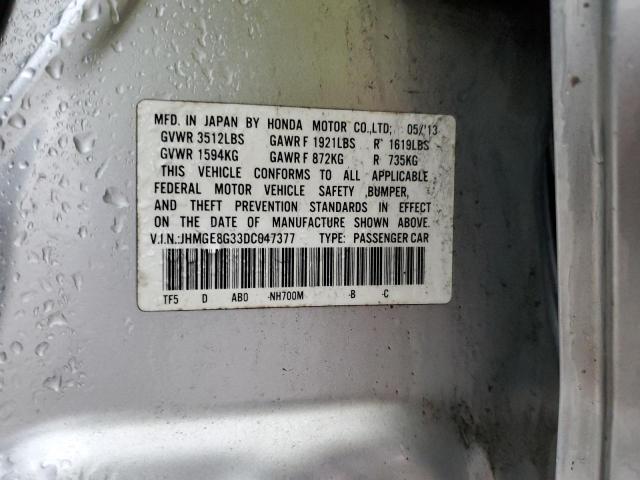 MFD. IN JAPAN BY HONDA MOTOR CO.,LTD; 05/'13
GVWR 3512LBS GAWR F 1921LBS R 1619LBS
GVWR 1594KG GAWR F 872KG R 735KG
THIS VEHICLE CONFORMS TO ALL APPLICABLE
FEDERAL MOTOR VEHICLE SAFETY ,BUMPER,
AND THEFT PREVENTION STANDARDS IN EFFECT
ON THE DATE OF MANUFACTURE SHOWN ABOVE.
V.I.N.:JHMGE8G33DC047377 TYPE: PASSENGER CAR
TF5 D AB0 -NH700M -B -C